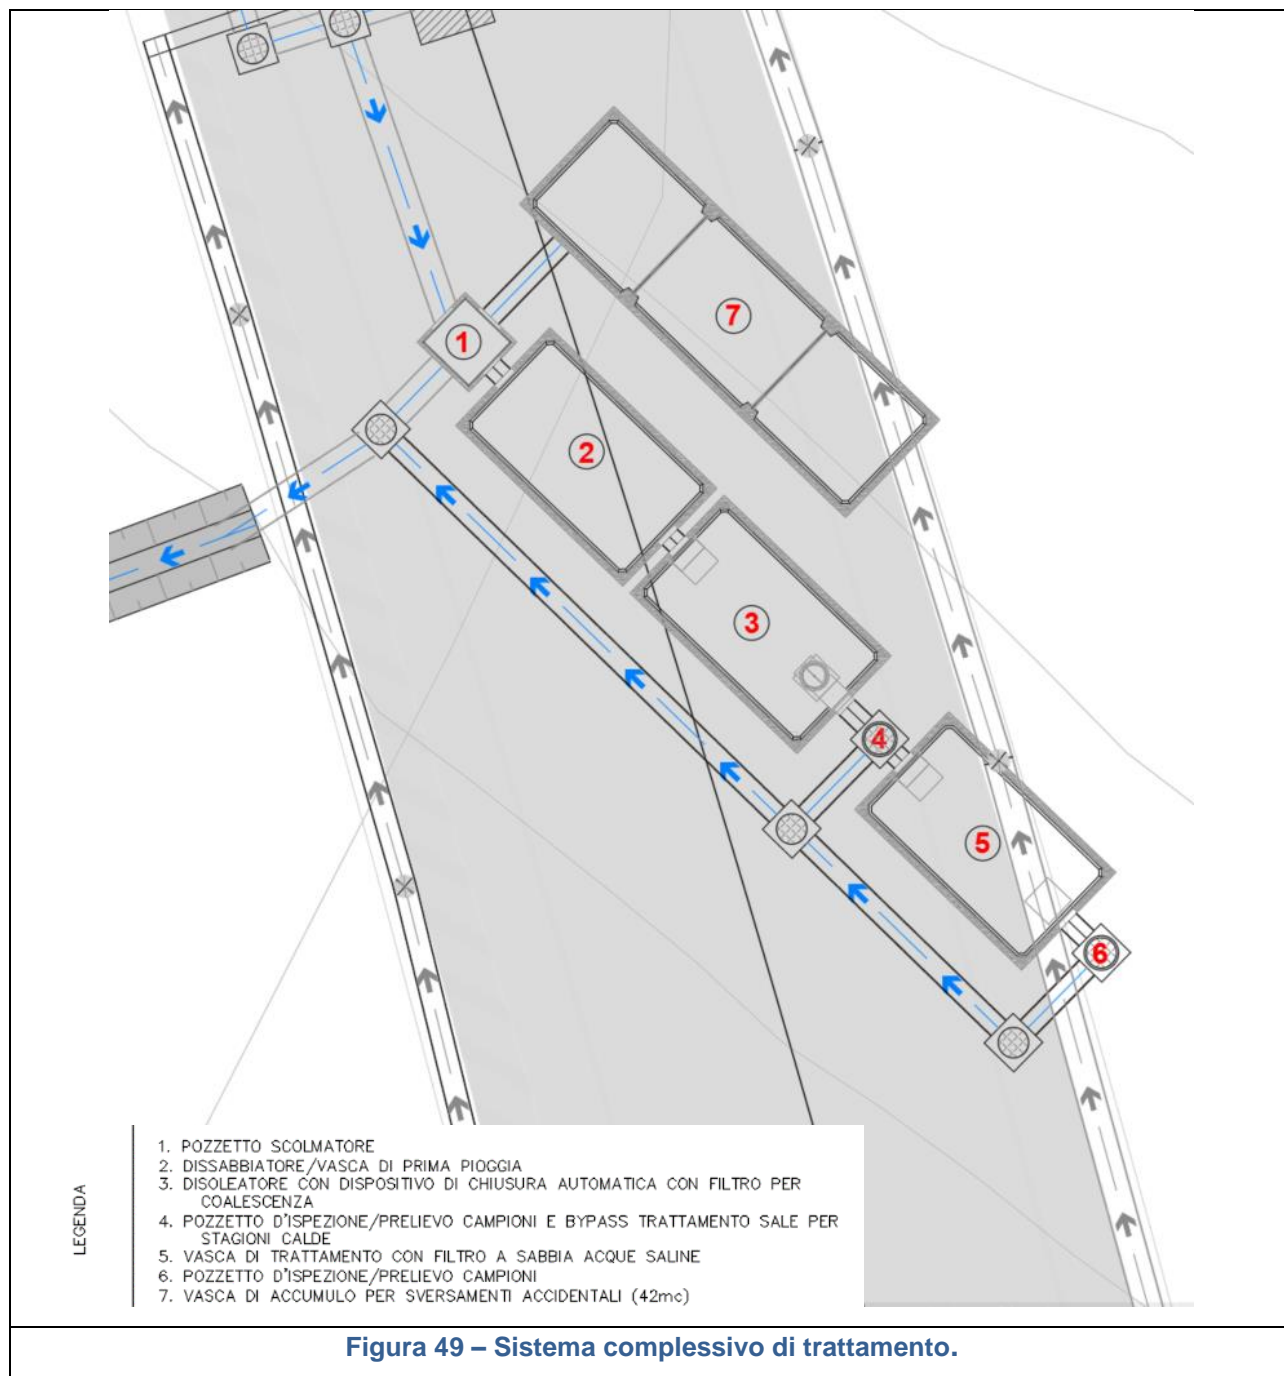 1
7
2
3
4
5
6
LEGENDA
1. POZZETTO SCOLMATORE
2. DISSABBIATORE/VASCA DI PRIMA PIOGGIA
3. DISOLEATORE CON DISPOSITIVO DI CHIUSURA AUTOMATICA CON FILTRO PER
COALESCENZA
4. POZZETTO D'ISPEZIONE/PRELIEVO CAMPIONI E BYPASS TRATTAMENTO SALE PER
STAGIONI CALDE
5. VASCA DI TRATTAMENTO CON FILTRO A SABBIA ACQUE SALINE
6. POZZETTO D'ISPEZIONE/PRELIEVO CAMPIONI
7. VASCA DI ACCUMULO PER SVERSAMENTI ACCIDENTALI (42mc)
Figura 49 – Sistema complessivo di trattamento.